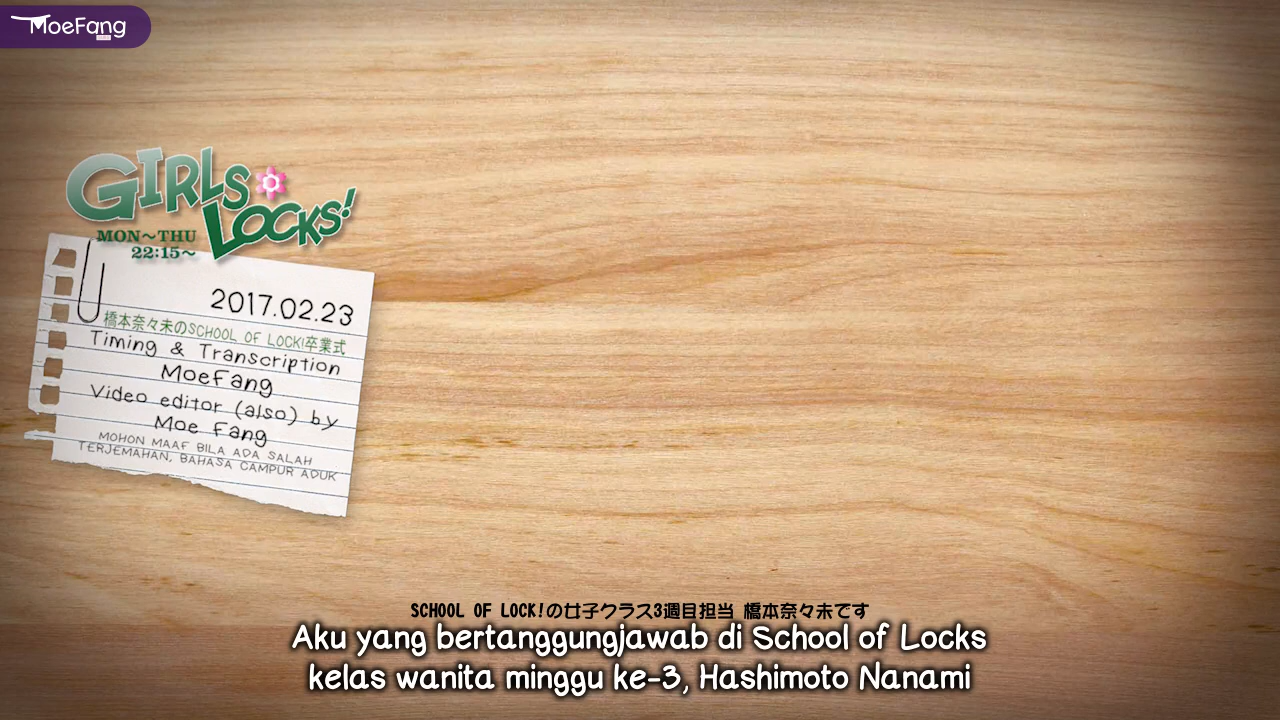 MoeFang
GIRLS
LOCKS!
MON～THU
22:15～
2017.02.23
橋本奈々未のSCHOOL OF LOCK!卒業式
Timing & Transcription
MoeFang
Video editor (also) by
Moe Fang
MOHON MAAF BILA ADA SALAH
TERJEMAHAN, BAHASA CAMPUR ADUK
SCHOOL OF LOCK!の女子クラス3週目担当 橋本奈々未です
Aku yang bertanggungjawab di School of Locks
kelas wanita minggu ke-3, Hashimoto Nanami